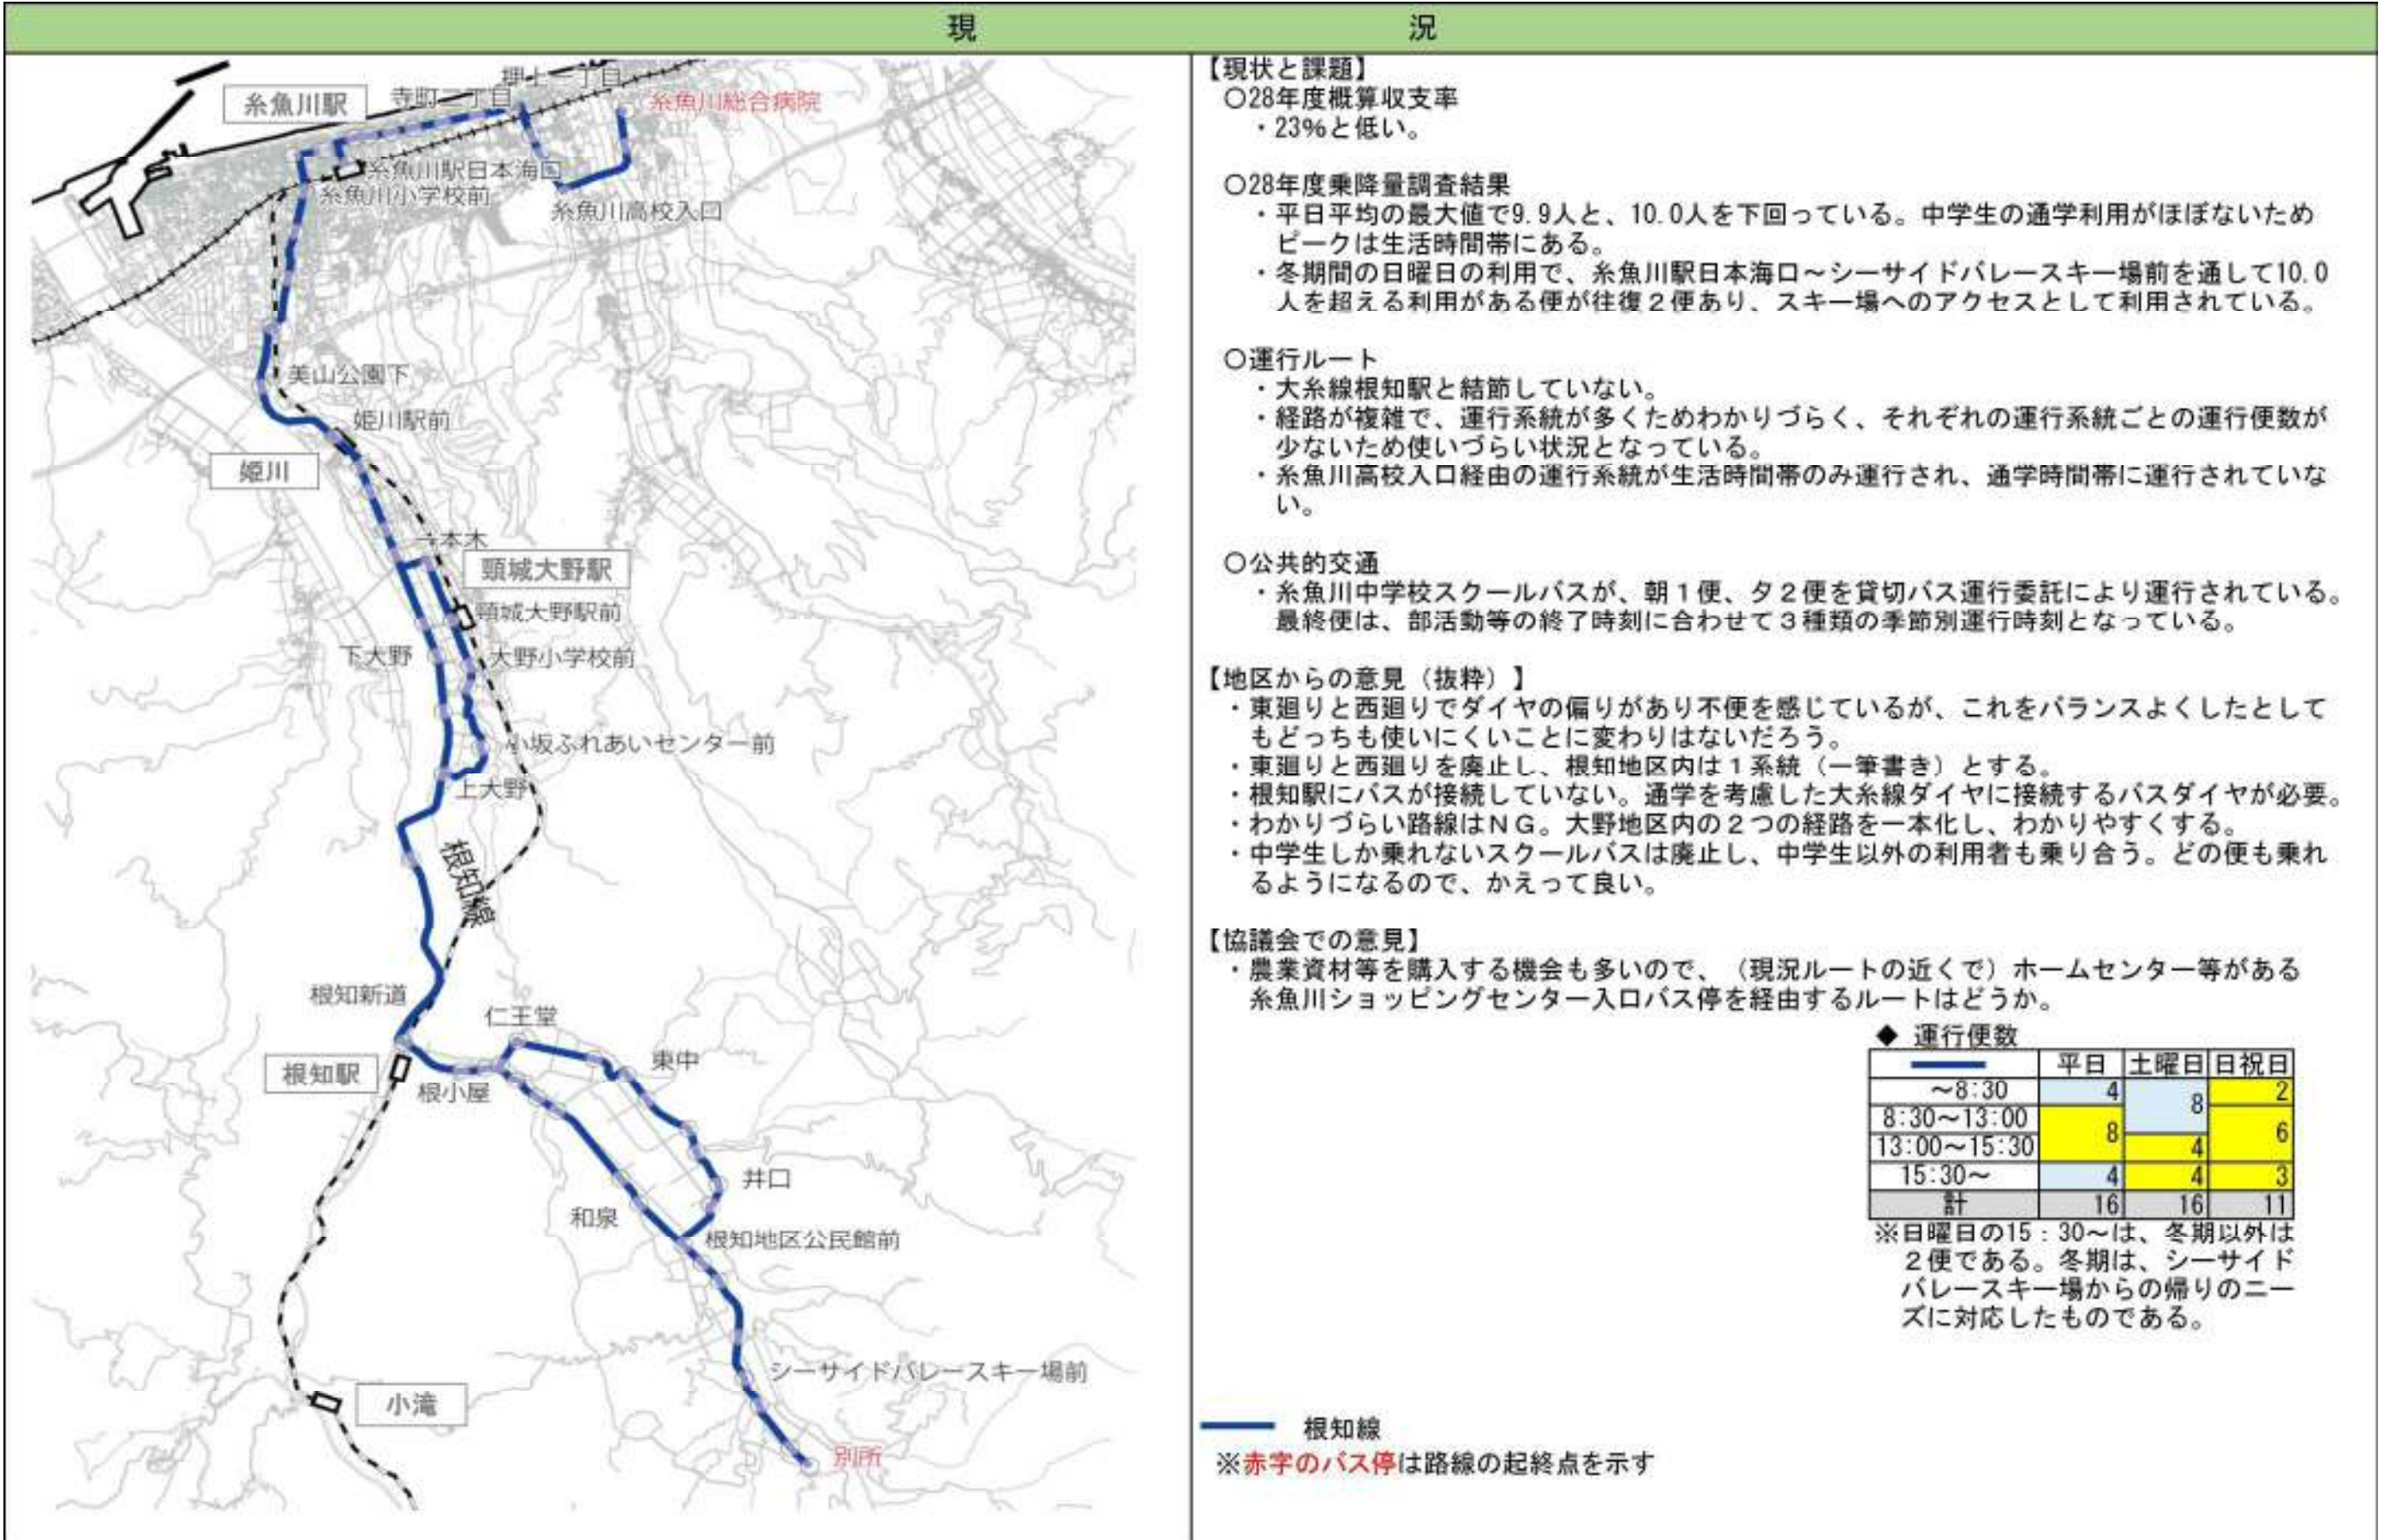 現　　況
糸魚川駅
寺町二丁目
押上一丁目
糸魚川総合病院
糸魚川駅日本海口
糸魚川小学校前
糸魚川高校入口
美山公園下
姫川駅前
姫川
一本木
頸城大野駅
頸城大野駅前
下大野
大野小学校前
小坂ふれあいセンター前
上大野
根知線
根知新道
仁王堂
根知駅
根小屋
東中
井口
和泉
根知地区公民館前
シーサイドバレースキー場前
小滝
別所
【現状と課題】
〇28年度概算収支率
・23%と低い。
〇28年度乗降量調査結果
・平日平均の最大値で9.9人と、10.0人を下回っている。中学生の通学利用がほぼないため
ピークは生活時間帯にある。
・冬期間の日曜日の利用で、糸魚川駅日本海口～シーサイドバレースキー場前を通して10.0
人を超える利用がある便が往復２便あり、スキー場へのアクセスとして利用されている。
〇運行ルート
・大糸線根知駅と結節していない。
・経路が複雑で、運行系統が多くためわかりづらく、それぞれの運行系統ごとの運行便数が
少ないため使いづらい状況となっている。
・糸魚川高校入口経由の運行系統が生活時間帯のみ運行され、通学時間帯に運行されていな
い。
〇公共的交通
・糸魚川中学校スクールバスが、朝１便、夕２便を貸切バス運行委託により運行されている。
最終便は、部活動等の終了時刻に合わせて３種類の季節別運行時刻となっている。
【地区からの意見（抜粋）】
・東廻りと西廻りでダイヤの偏りがあり不便を感じているが、これをバランスよくしたとして
もどっちも使いにくいことに変わりはないだろう。
・東廻りと西廻りを廃止し、根知地区内は１系統（一筆書き）とする。
・根知駅にバスが接続していない。通学を考慮した大糸線ダイヤに接続するバスダイヤが必要。
・わかりづらい路線はＮＧ。大野地区内の２つの経路を一本化し、わかりやすくする。
・中学生しか乗れないスクールバスは廃止し、中学生以外の利用者も乗り合う。どの便も乗れ
るようになるので、かえって良い。
【協議会での意見】
・農業資材等を購入する機会も多いので、（現況ルートの近くで）ホームセンター等がある
糸魚川ショッピングセンター入口バス停を経由するルートはどうか。
◆ 運行便数
平日 土曜日 日祝日
～8:30 4 8 2
8:30～13:00 8 6
13:00～15:30 4
15:30～ 4 4 3
計 16 16 11
※日曜日の15：30～は、冬期以外は
２便である。冬期は、シーサイド
バレースキー場からの帰りのニー
ズに対応したものである。
根知線
※赤字のバス停は路線の起終点を示す